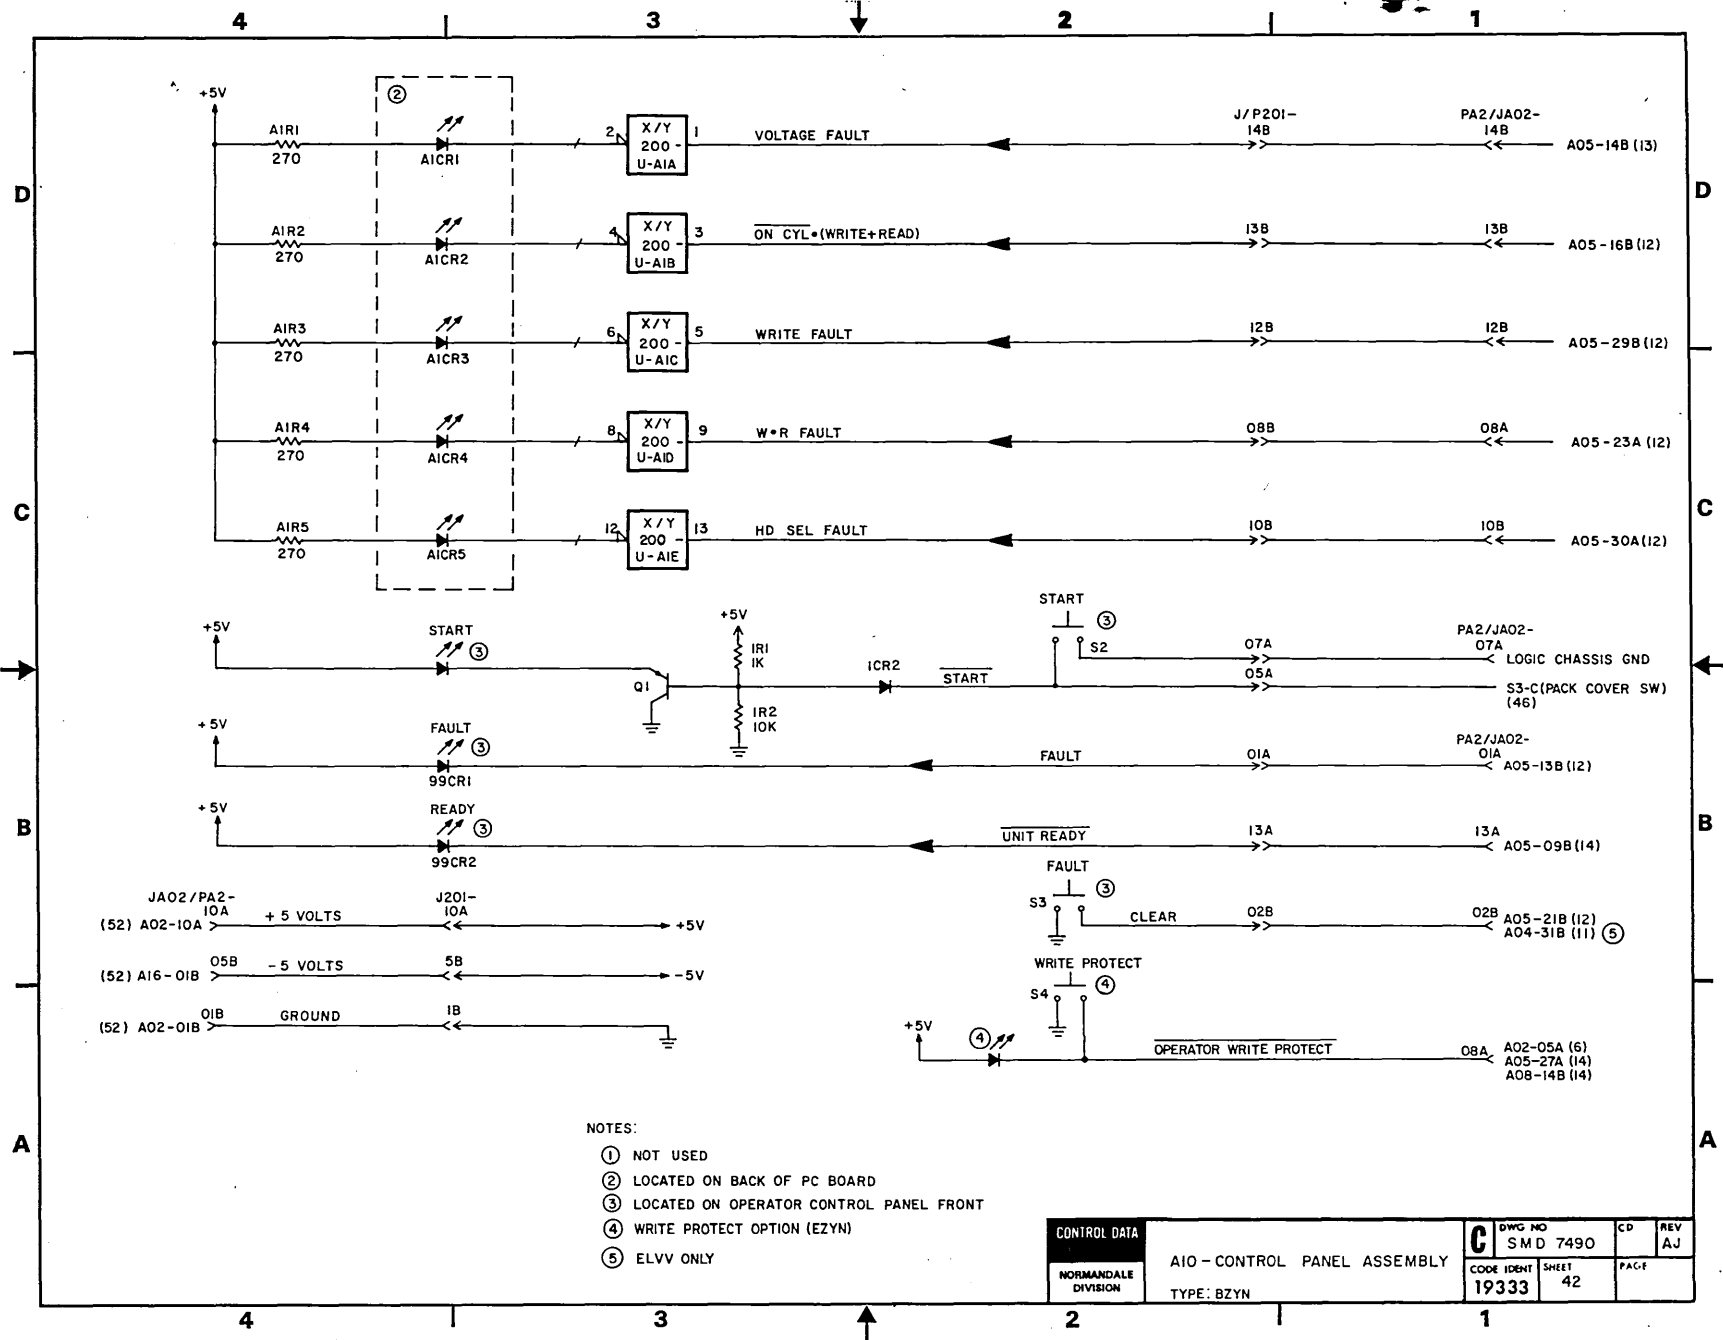 4 3 2 1
+5V
②
J/P201-
PA2/JA02-
A1R1
270
A1CR1
2
X/Y
200-
U-A1A
1
VOLTAGE FAULT
14B
14B
A05-14B(13)
D
D
A1R2
270
A1CR2
4
X/Y
200-
U-A1B
3
O̅N̅ ̅C̅Y̅L̅•(WRITE+READ)
13B
13B
A05-16B(12)
A1R3
270
A1CR3
6
X/Y
200-
U-A1C
5
WRITE FAULT
12B
12B
A05-29B(12)
A1R4
270
A1CR4
8
X/Y
200-
U-A1D
9
W•R FAULT
08B
08A
A05-23A(12)
C
C
A1R5
270
A1CR5
12
X/Y
200-
U-A1E
13
HD SEL FAULT
10B
10B
A05-30A(12)
+5V
START
③
+5V
1R1
1K
Q1
1R2
10K
1CR2
S̅T̅A̅R̅T̅
START
③
S2
07A
05A
PA2/JA02-
07A
LOGIC CHASSIS GND
S3-C(PACK COVER SW)
(46)
+5V
FAULT
③
99CR1
FAULT
01A
PA2/JA02-
01A
A05-13B(12)
+5V
READY
③
99CR2
U̅N̅I̅T̅ ̅R̅E̅A̅D̅Y̅
13A
13A
A05-09B(14)
B
B
FAULT
③
S3
CLEAR
02B
02B
A05-21B(12)
A04-31B(11) ⑤
JA02/PA2-
10A
J201-
10A
(52) A02-10A
+ 5 VOLTS
+5V
(52) A16-01B
05B
- 5 VOLTS
5B
-5V
(52) A02-01B
01B
GROUND
1B
WRITE PROTECT
④
S4
+5V
④
O̅P̅E̅R̅A̅T̅O̅R̅ ̅W̅R̅I̅T̅E̅ ̅P̅R̅O̅T̅E̅C̅T̅
08A
A02-05A(6)
A05-27A(14)
A08-14B(14)
A
A
NOTES:
① NOT USED
② LOCATED ON BACK OF PC BOARD
③ LOCATED ON OPERATOR CONTROL PANEL FRONT
④ WRITE PROTECT OPTION (EZYN)
⑤ ELVV ONLY
CONTROL DATA
NORMANDALE
DIVISION
A10-CONTROL PANEL ASSEMBLY
TYPE: BZYN
C
DWG NO
SMD 7490
CD
REV
AJ
CODE IDENT
19333
SHEET
42
PAGE
4 3 2 1